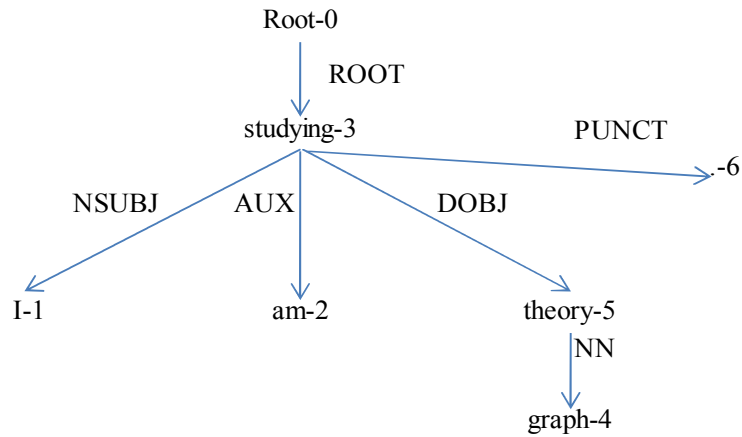 Root-0
ROOT
studying-3
PUNCT
.-6
NSUBJ
AUX
DOBJ
I-1
am-2
theory-5
NN
graph-4